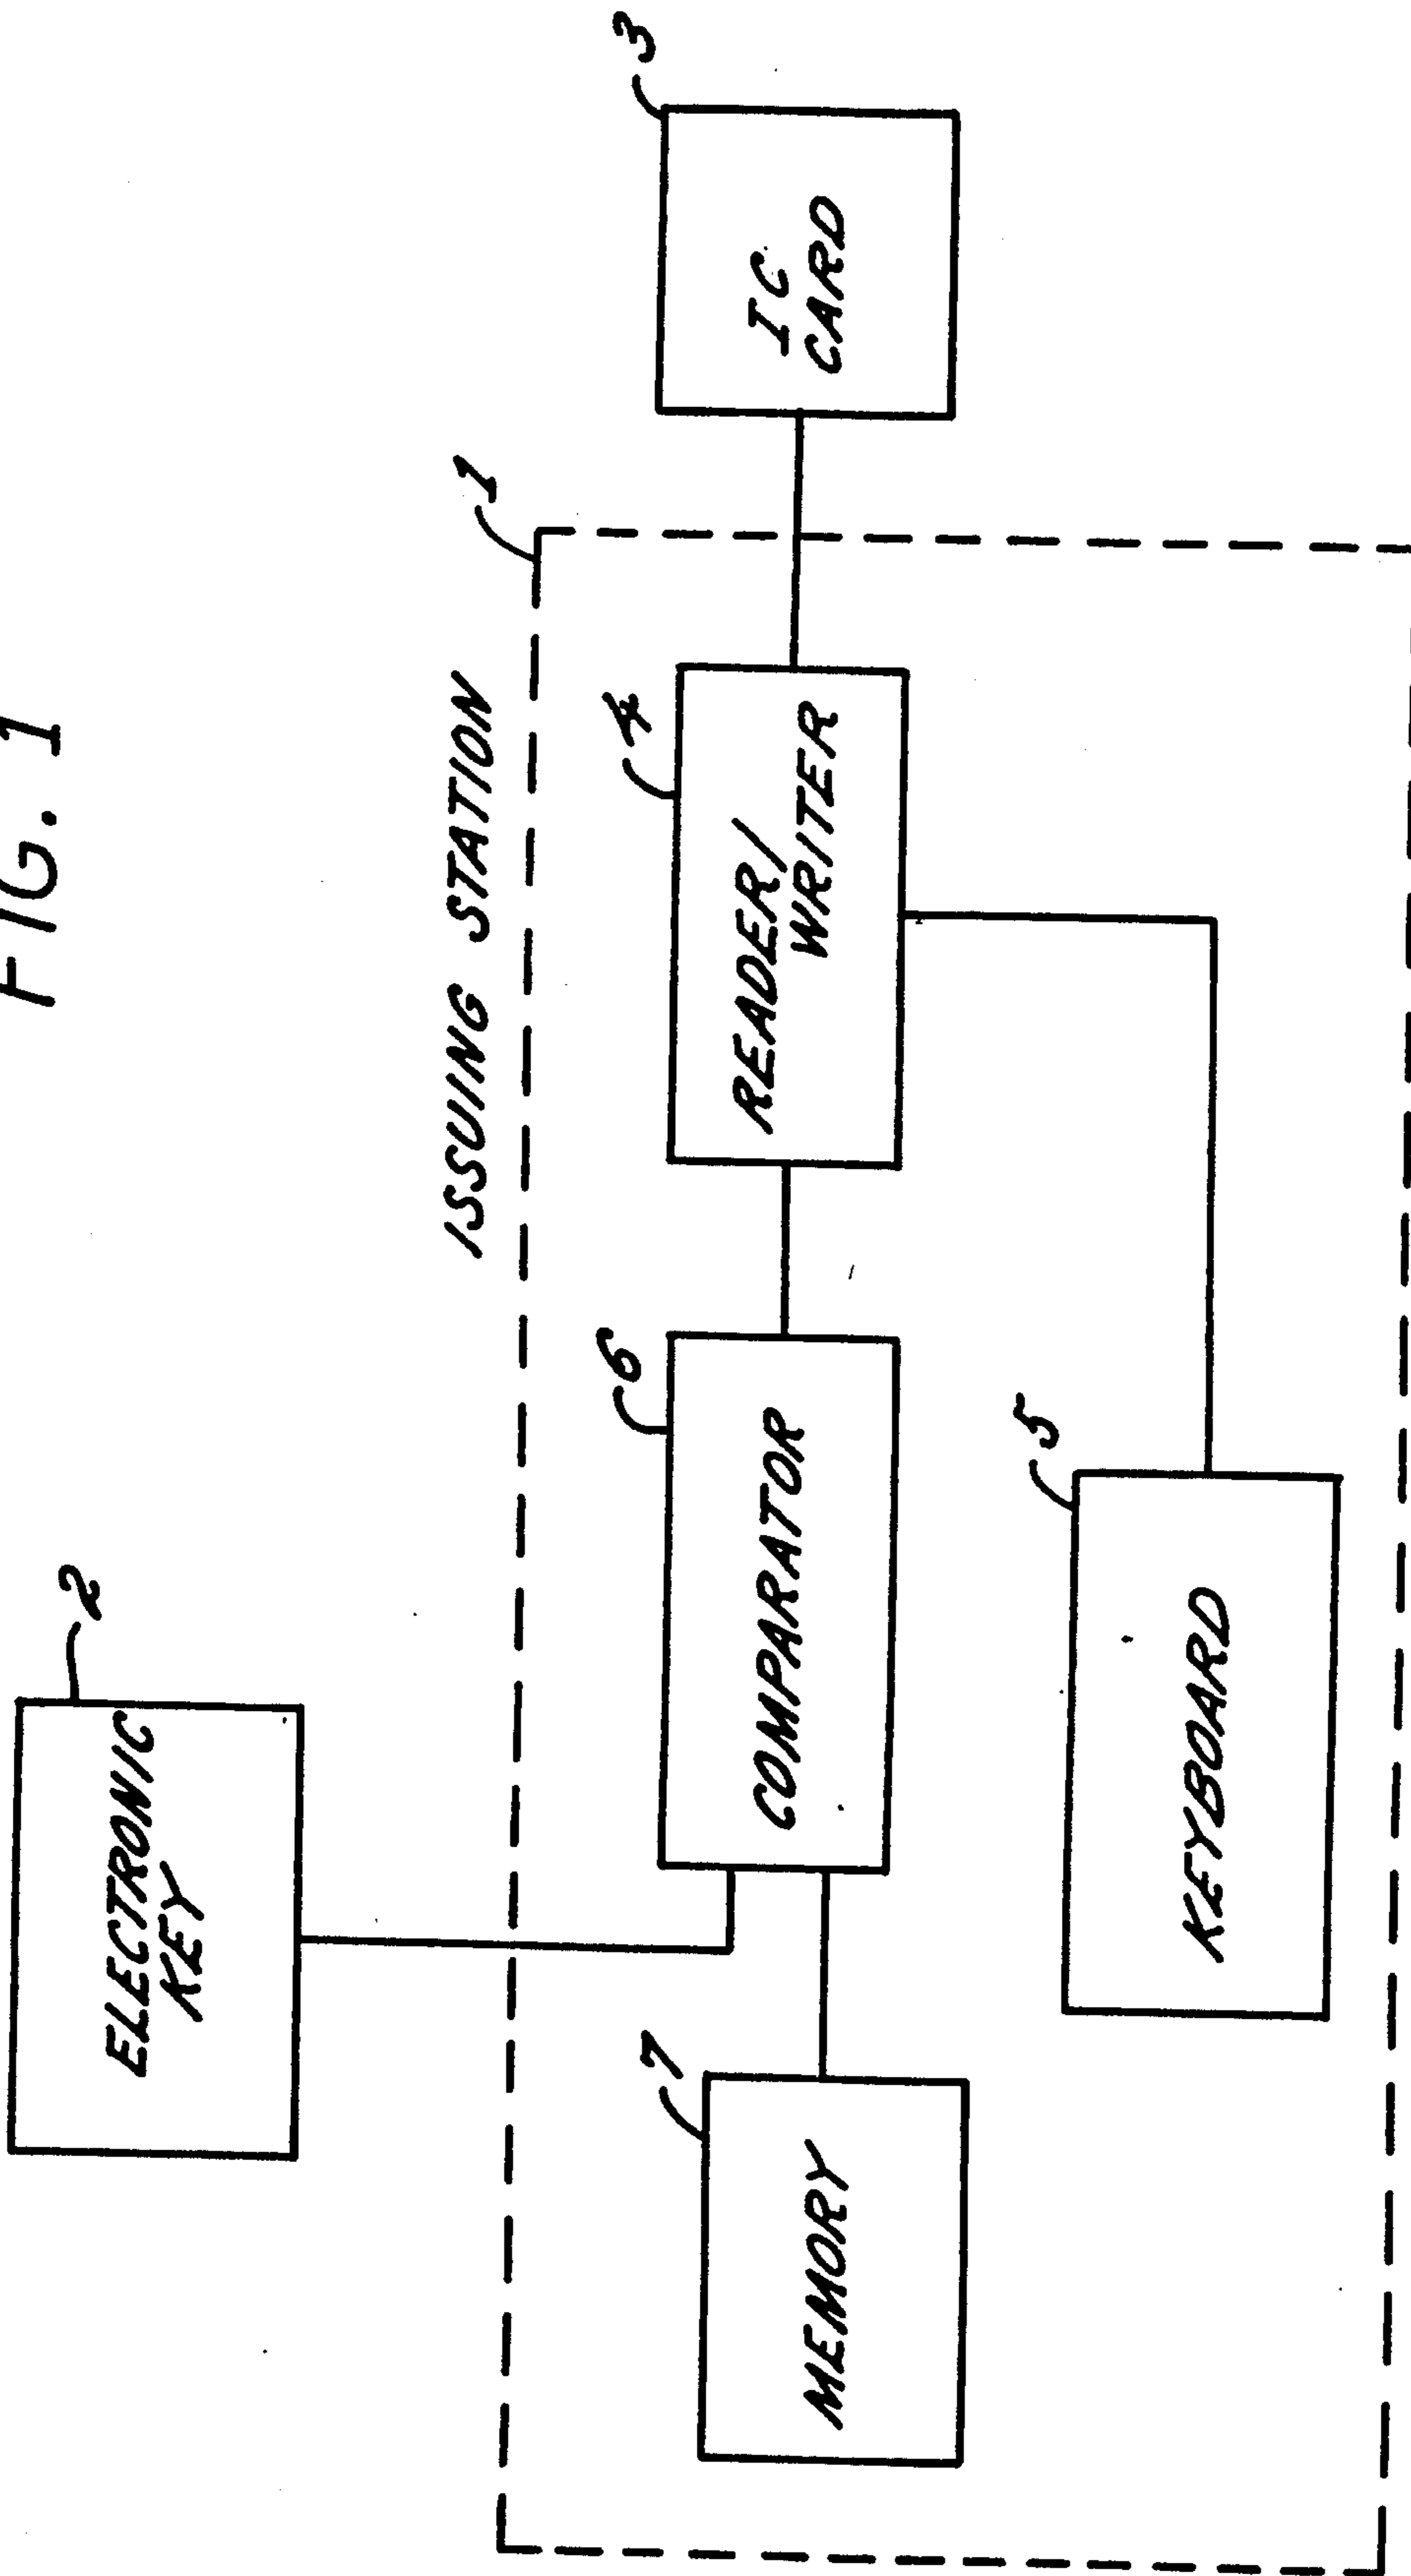 FIG. 1
ISSUING STATION
1
2
ELECTRONIC
KEY
3
IC
CARD
4
READER/
WRITER
6
COMPARATOR
7
MEMORY
5
KEYBOARD